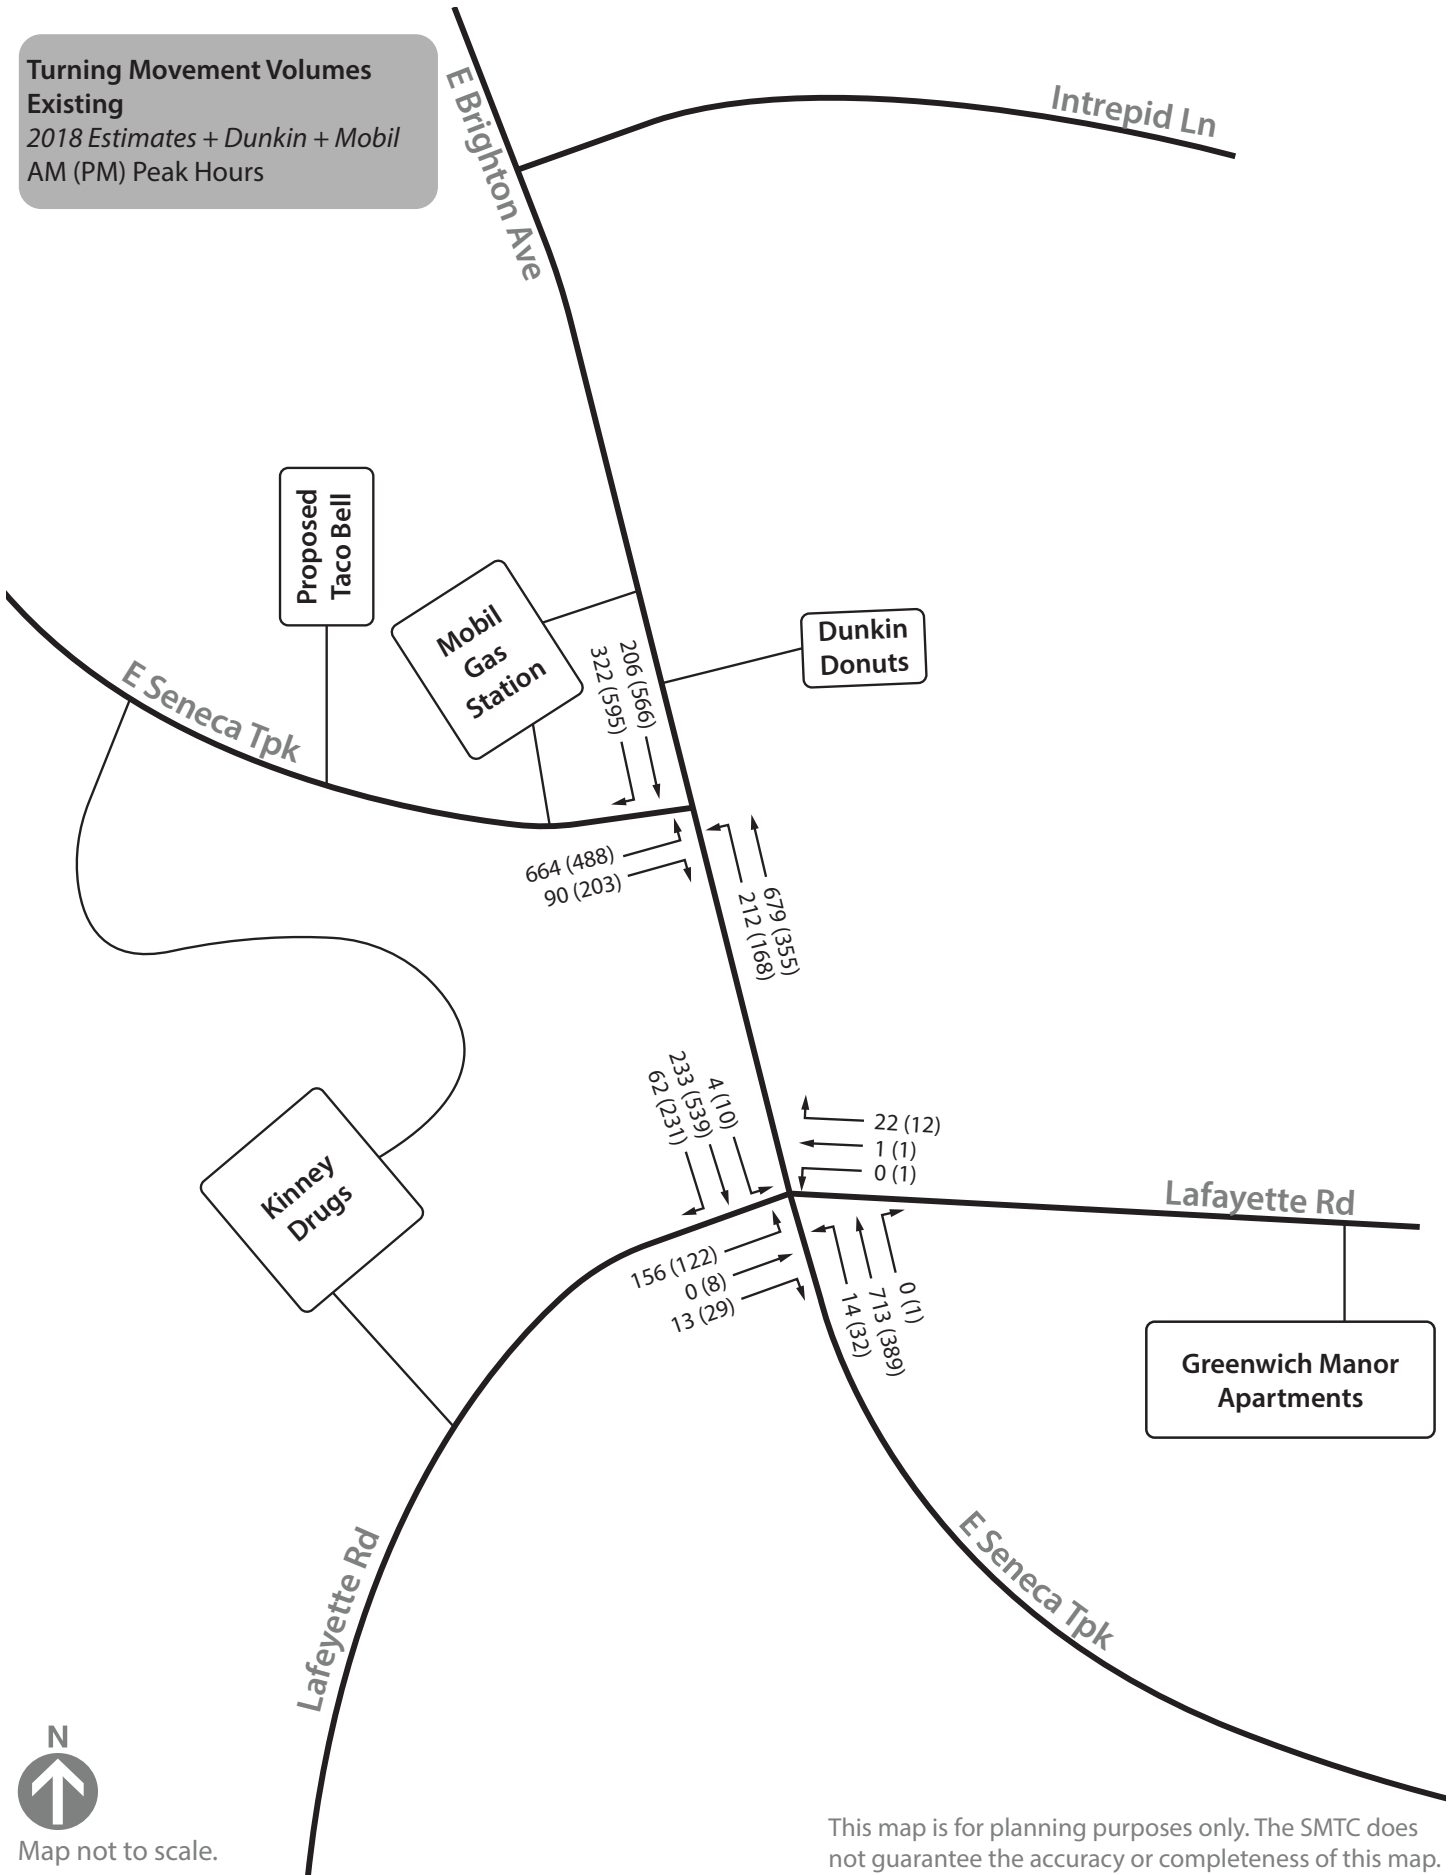 Turning Movement Volumes
Existing
2018 Estimates + Dunkin + Mobil
AM (PM) Peak Hours
E Brighton Ave
Intrepid Ln
Proposed
Taco Bell
Mobil
Gas
Station
Dunkin
Donuts
E Seneca Tpk
206 (566)
322 (595)
664 (488)
90 (203)
679 (355)
212 (168)
4 (10)
233 (539)
62 (231)
22 (12)
1 (1)
0 (1)
Kinney
Drugs
Lafayette Rd
156 (122)
0 (8)
13 (29)
0 (1)
713 (389)
14 (32)
Greenwich Manor
Apartments
Lafeyette Rd
E Seneca Tpk
N
Map not to scale.
This map is for planning purposes only. The SMTC does
not guarantee the accuracy or completeness of this map.